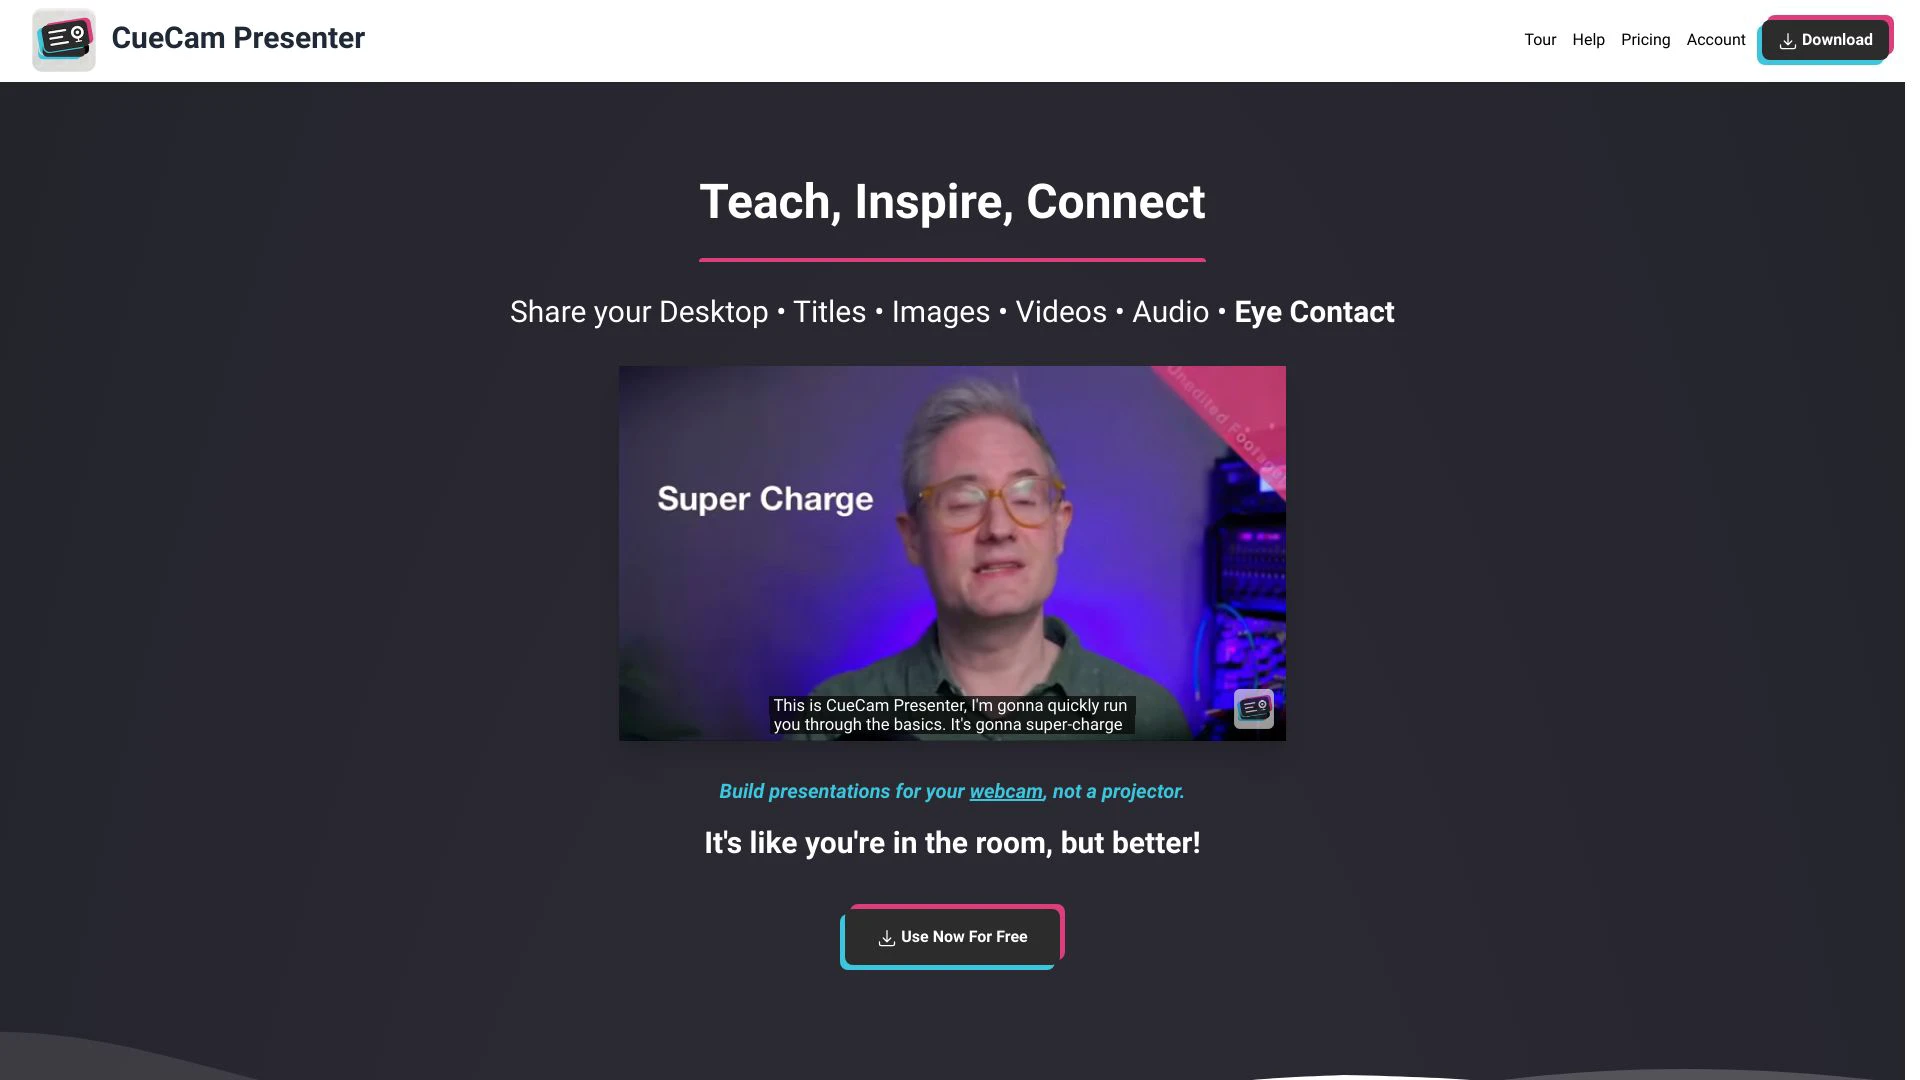 CueCam Presenter
Tour
Help
Pricing
Account
Download
Teach, Inspire, Connect
Share your Desktop • Titles • Images • Videos • Audio • Eye Contact
Unedited Footage
Super Charge
This is CueCam Presenter, I'm gonna quickly run
you through the basics. It's gonna super-charge
Build presentations for your webcam, not a projector.
It's like you're in the room, but better!
Use Now For Free